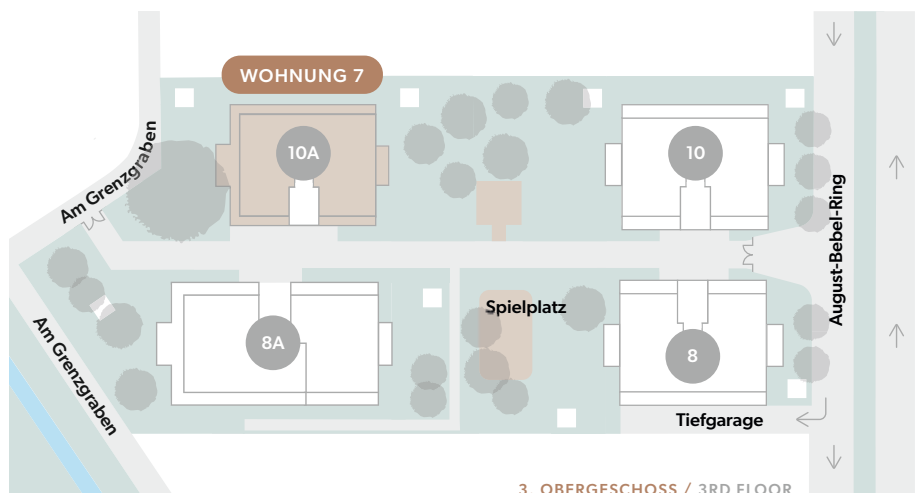 WOHNUNG 7
10A
10
Am Grenzgraben
August-Bebel-Ring
Spielplatz
8A
8
Am Grenzgraben
Tiefgarage
3. OBERGESCHOSS / 3RD FLOOR